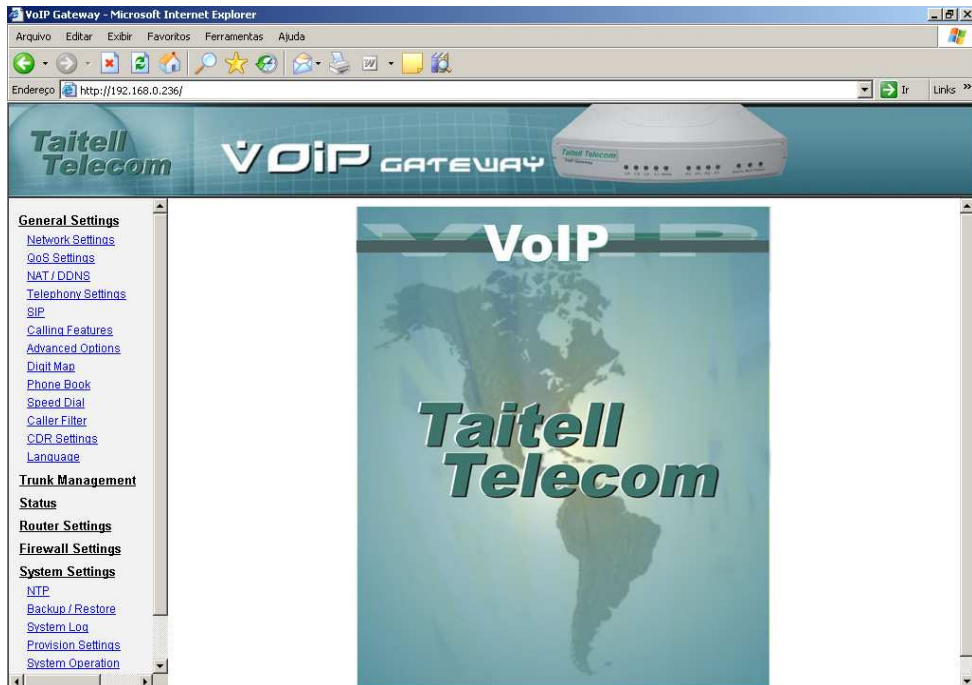 VoIP Gateway - Microsoft Internet Explorer
Arquivo Editar Exibir Favoritos Ferramentas Ajuda
Endereço http://192.168.0.236/ Ir Links »
Taitell
Telecom
VOIP GATEWAY
Taitell Telecom
General Settings
Network Settings
QoS Settings
NAT / DDNS
Telephony Settings
SIP
Calling Features
Advanced Options
Digit Map
Phone Book
Speed Dial
Caller Filter
CDR Settings
Language
Trunk Management
Status
Router Settings
Firewall Settings
System Settings
NTP
Backup / Restore
System Log
Provision Settings
System Operation
VoIP
VoIP
Taitell
Telecom